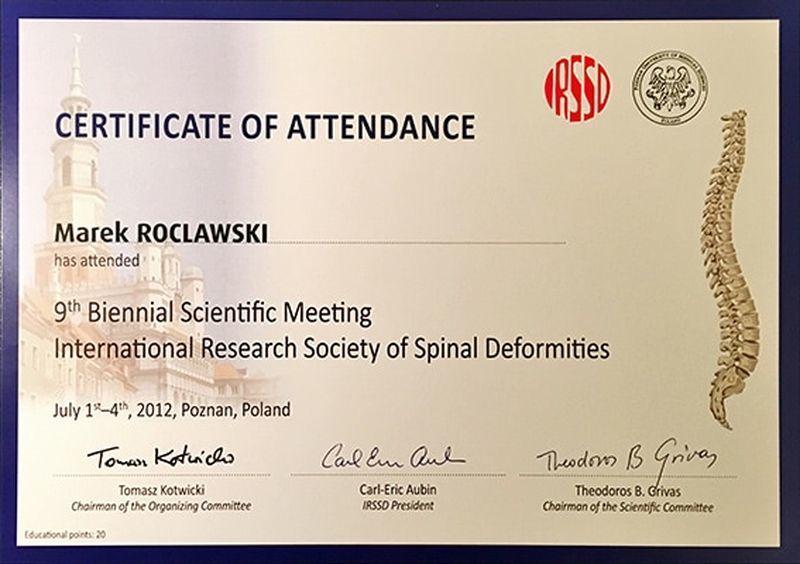 IRSSD
CERTIFICATE OF ATTENDANCE
Marek ROCLAWSKI
has attended
9th Biennial Scientific Meeting
International Research Society of Spinal Deformities
July 1st–4th, 2012, Poznan, Poland
Tomasz Kotwicki
Carl-Eric Aubin
Theodoros B Grivas
Tomasz Kotwicki
Chairman of the Organizing Committee
Carl-Eric Aubin
IRSSD President
Theodoros B. Grivas
Chairman of the Scientific Committee
Educational points: 20